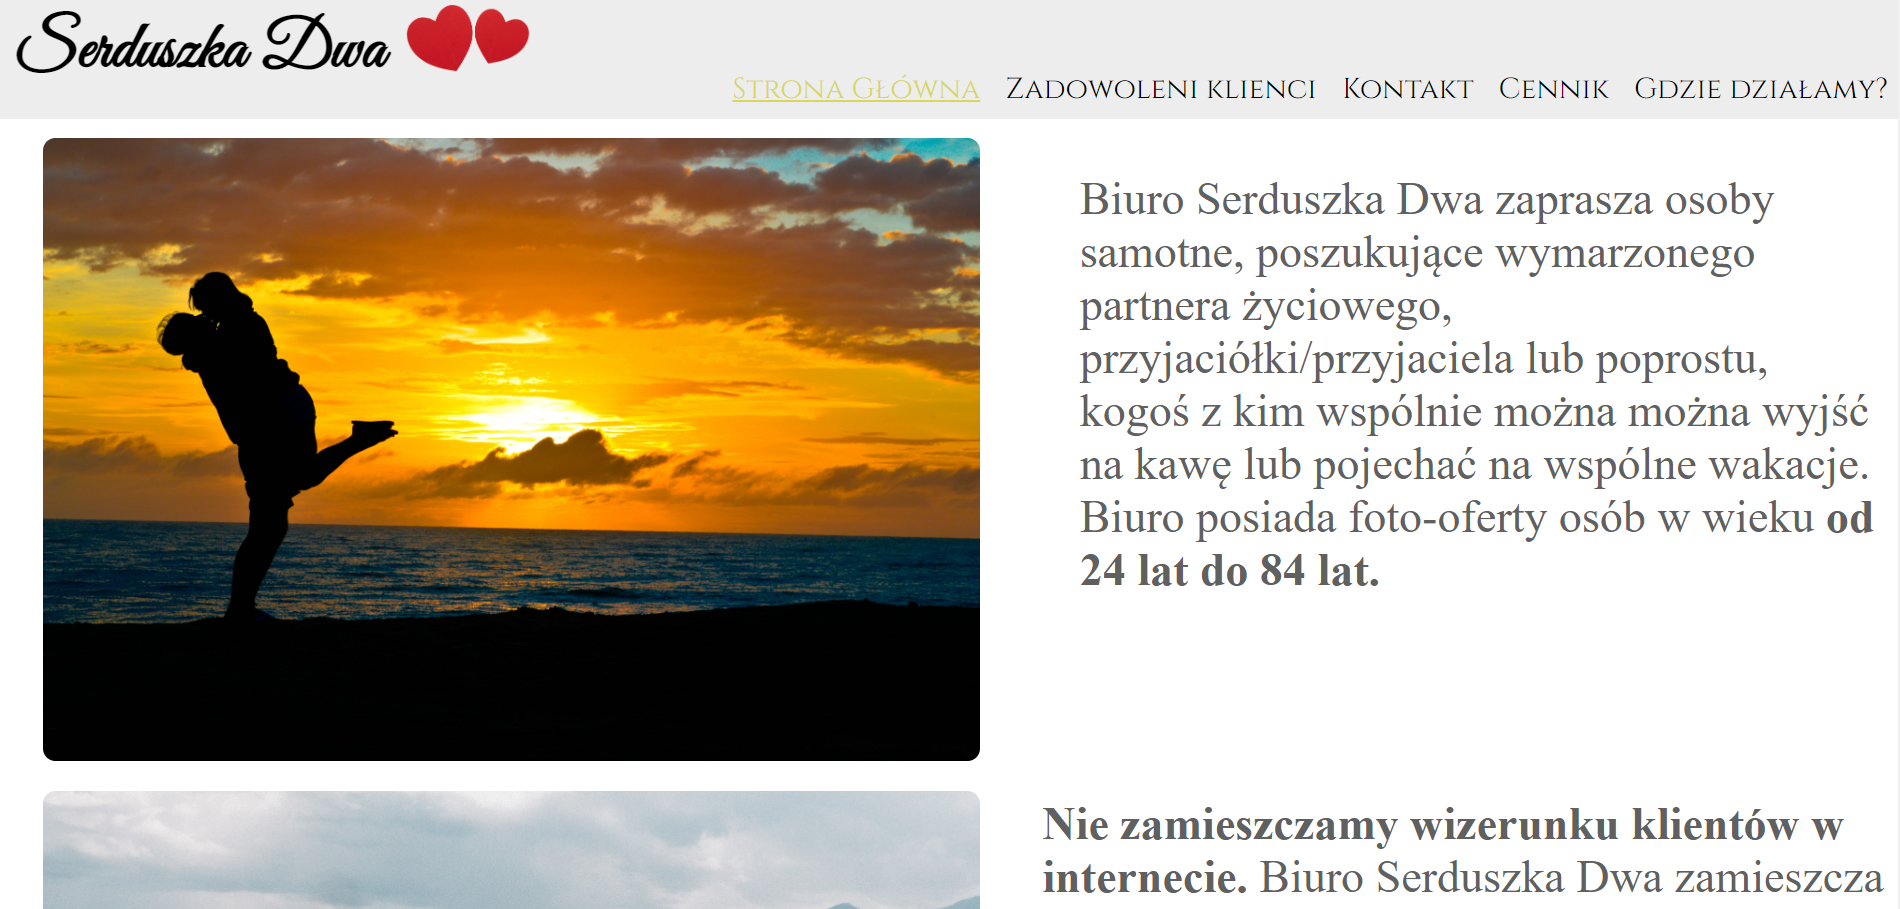 Serduszka Dwa
Strona Główna Zadowoleni klienci Kontakt Cennik Gdzie działamy?
Biuro Serduszka Dwa zaprasza osoby
samotne, poszukujące wymarzonego
partnera życiowego,
przyjaciółki/przyjaciela lub poprostu,
kogoś z kim wspólnie można można wyjść
na kawę lub pojechać na wspólne wakacje.
Biuro posiada foto-oferty osób w wieku od
24 lat do 84 lat.
Nie zamieszczamy wizerunku klientów w
internecie. Biuro Serduszka Dwa zamieszcza